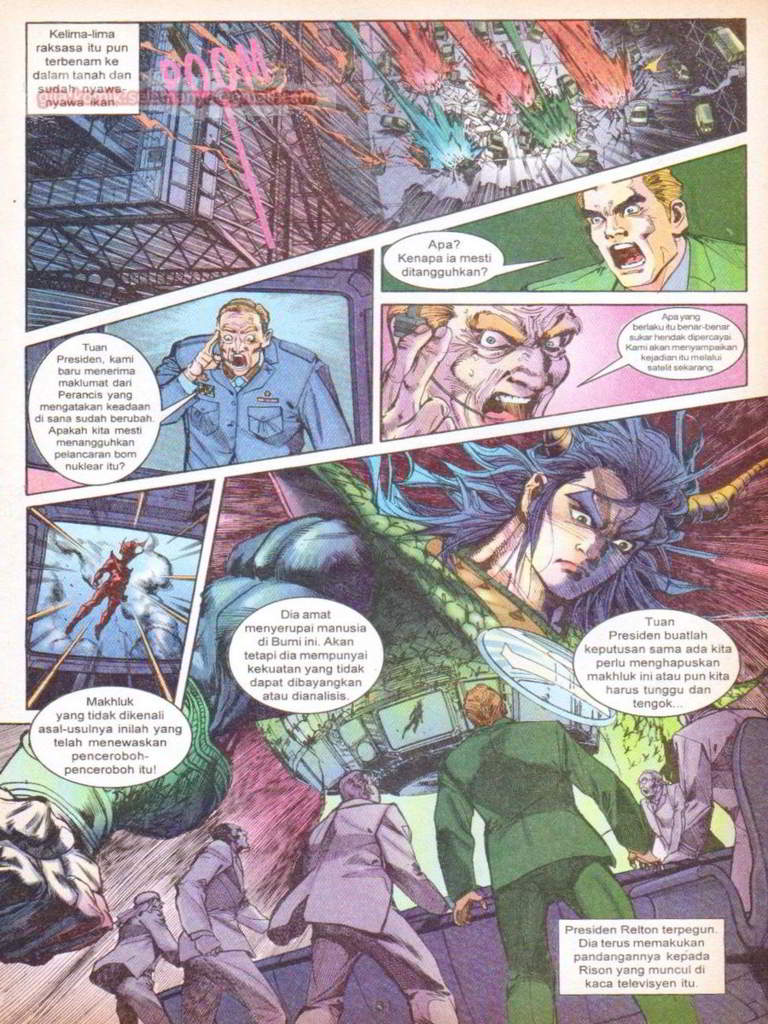 Kelima-lima
raksasa itu pun
terbenam ke
dalam tanah dan
sudah nyawa-
nyawa ikan.
POOM
Apa?
Kenapa ia mesti
ditangguhkan?
Tuan
Presiden, kami
baru menerima
maklumat dari
Perancis yang
mengatakan keadaan
di sana sudah berubah.
Apakah kita mesti
menangguhkan
pelancaran bom
nuklear itu?
Apa yang
berlaku itu benar-benar
sukar hendak dipercayai.
Kami akan menyampaikan
kejadian itu melalui
satelit sekarang.
Makhluk
yang tidak dikenali
asal-usulnya inilah yang
telah menewaskan
penceroboh-
penceroboh itu!
Dia amat
menyerupai manusia
di Bumi ini. Akan
tetapi dia mempunyai
kekuatan yang tidak
dapat dibayangkan
atau dianalisis.
Tuan
Presiden buatlah
keputusan sama ada kita
perlu menghapuskan
makhluk ini atau pun kita
harus tunggu dan
tengok...
Presiden Relton terpegun.
Dia terus memakukan
pandangannya kepada
Rison yang muncul di
kaca televisyen itu.